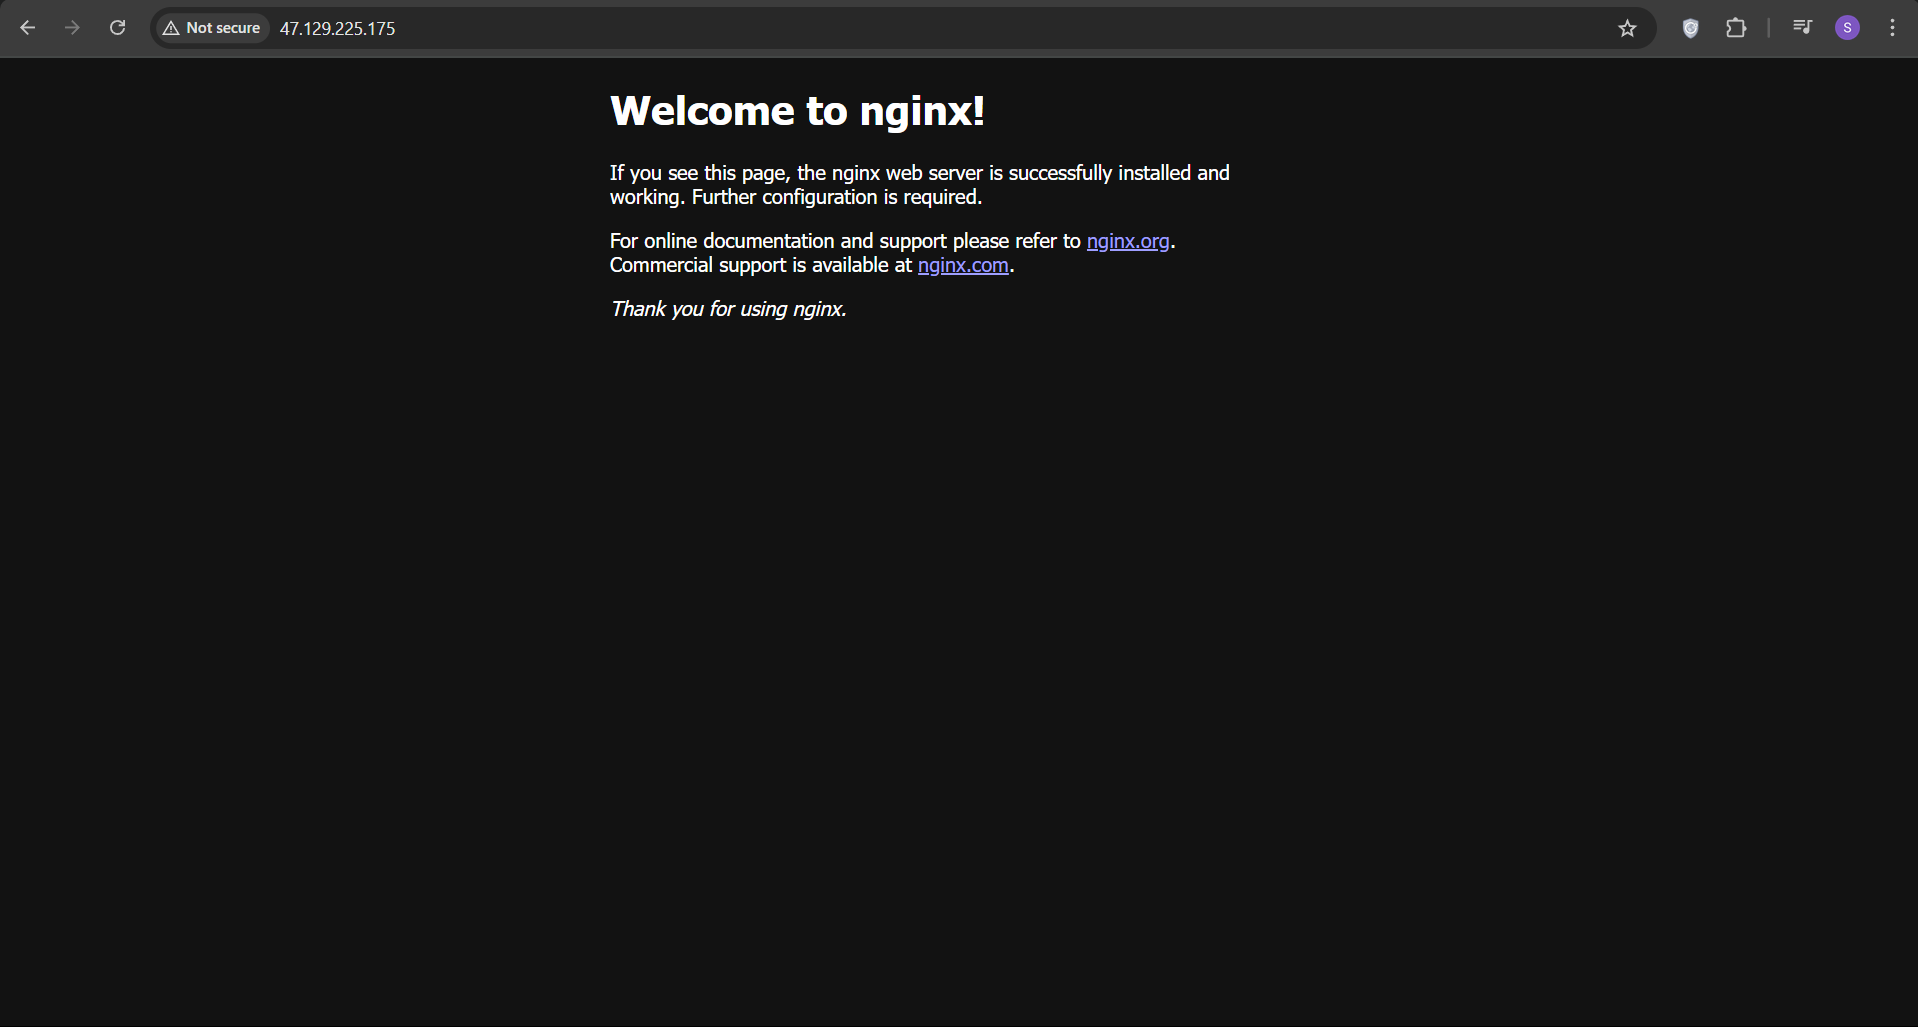 Not secure 47.129.225.175
S
Welcome to nginx!
If you see this page, the nginx web server is successfully installed and
working. Further configuration is required.
For online documentation and support please refer to nginx.org.
Commercial support is available at nginx.com.
Thank you for using nginx.